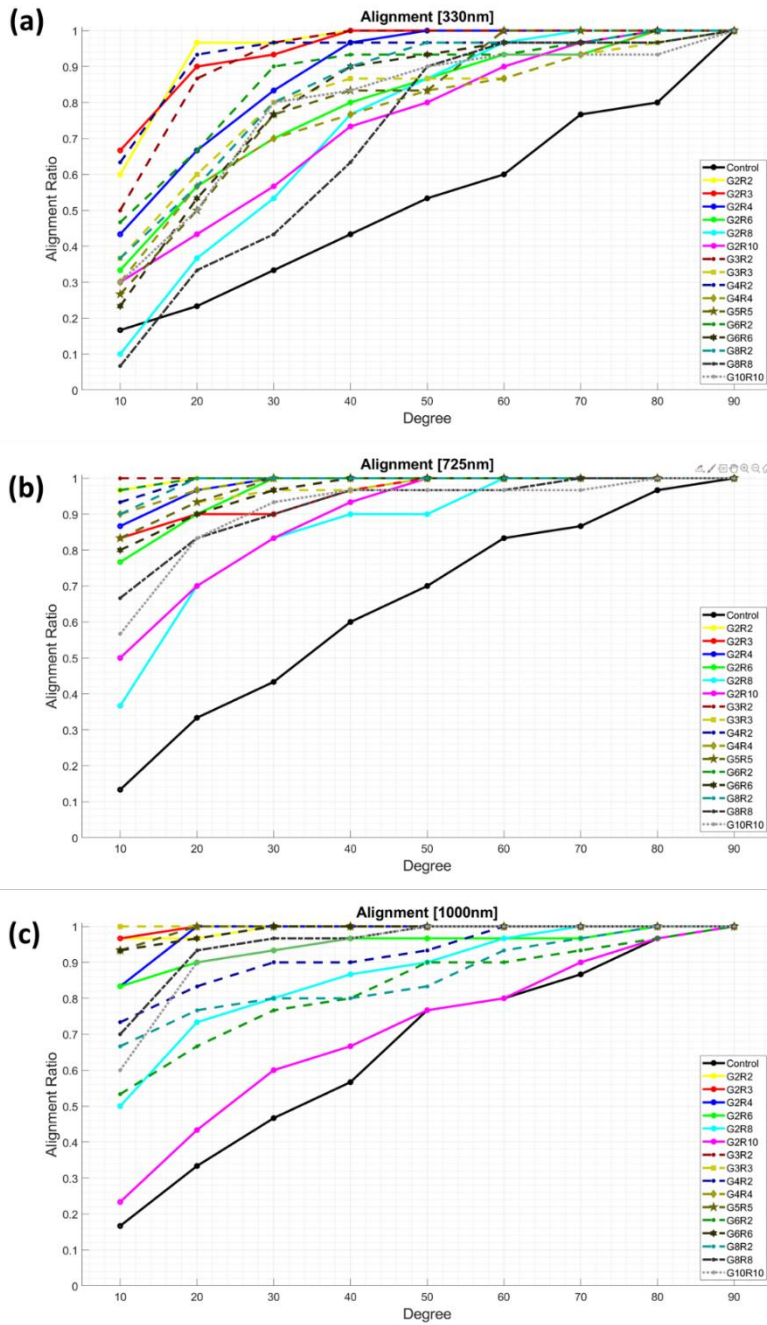 (a)
Alignment [330nm]
1
0.9
0.8
0.7
0.6
0.5
0.4
0.3
0.2
0.1
0
Alignment Ratio
10 20 30 40 50 60 70 80 90
Degree
Control
G2R2
G2R3
G2R4
G2R6
G2R8
G2R10
G3R2
G3R3
G4R2
G4R4
G5R5
G6R2
G6R6
G8R2
G8R8
G10R10
(b)
Alignment [725nm]
1
0.9
0.8
0.7
0.6
0.5
0.4
0.3
0.2
0.1
0
Alignment Ratio
10 20 30 40 50 60 70 80 90
Degree
Control
G2R2
G2R3
G2R4
G2R6
G2R8
G2R10
G3R2
G3R3
G4R2
G4R4
G5R5
G6R2
G6R6
G8R2
G8R8
G10R10
(c)
Alignment [1000nm]
1
0.9
0.8
0.7
0.6
0.5
0.4
0.3
0.2
0.1
0
Alignment Ratio
10 20 30 40 50 60 70 80 90
Degree
Control
G2R2
G2R3
G2R4
G2R6
G2R8
G2R10
G3R2
G3R3
G4R2
G4R4
G5R5
G6R2
G6R6
G8R2
G8R8
G10R10